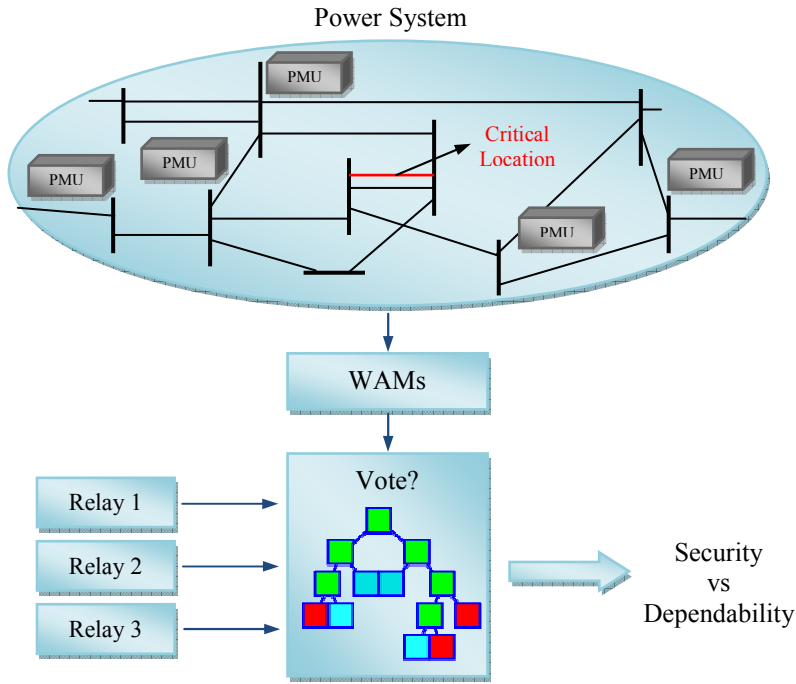 Power System
PMU
PMU
PMU
PMU
PMU
Critical
Location
WAMs
Vote?
Relay 1
Relay 2
Relay 3
Security
vs
Dependability